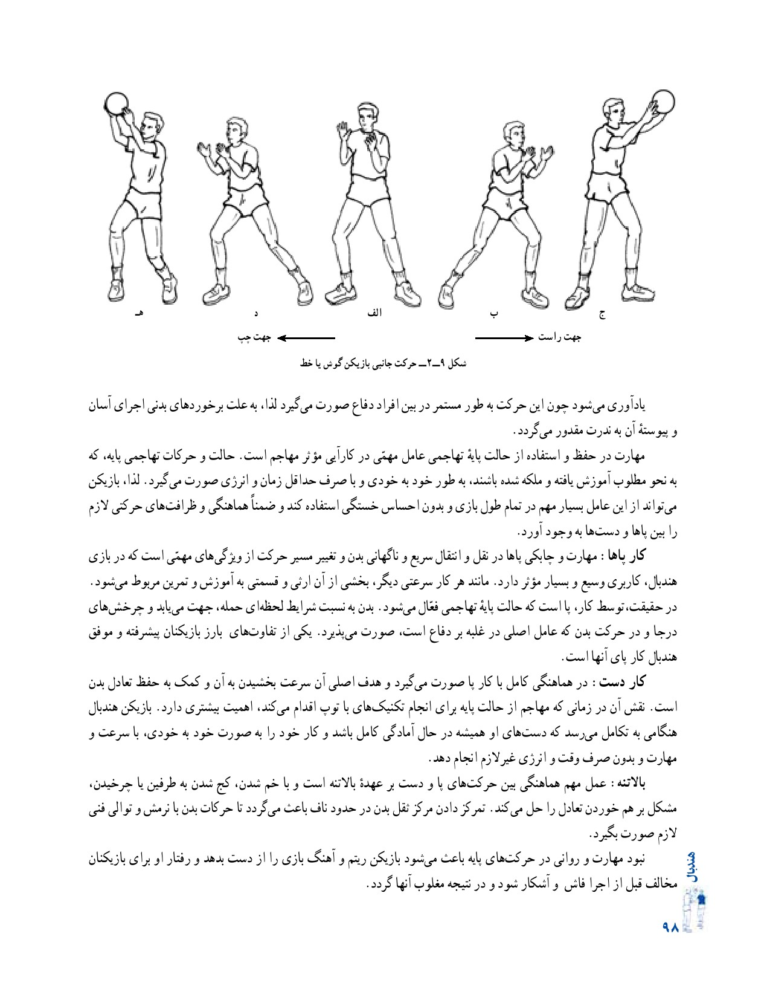 ج ب الف د هـ
جهت راست جهت چپ
شکل ۹ــ۲ــ حرکت جانبی بازیکن گوش یا خط
یادآوری می‌شود چون این حرکت به طور مستمر در بین افراد دفاع صورت می‌گیرد لذا، به علت برخوردهای بدنی اجرای آسان
و پیوستهٔ آن به ندرت مقدور می‌گردد.
مهارت در حفظ و استفاده از حالت پایهٔ تهاجمی عامل مهمّی در کارآیی مؤثر مهاجم است. حالت و حرکات تهاجمی پایه، که
به نحو مطلوب آموزش یافته و ملکه شده باشند، به طور خود به خودی و با صرف حداقل زمان و انرژی صورت می‌گیرد. لذا، بازیکن
می‌تواند از این عامل بسیار مهم در تمام طول بازی و بدون احساس خستگی استفاده کند و ضمناً هماهنگی و ظرافت‌های حرکتی لازم
را بین پاها و دست‌ها به وجود آورد.
کار پاها : مهارت و چابکی پاها در نقل و انتقال سریع و ناگهانی بدن و تغییر مسیر حرکت از ویژگی‌های مهمّی است که در بازی
هندبال، کاربری وسیع و بسیار مؤثر دارد. مانند هر کار سرعتی دیگر، بخشی از آن ارثی و قسمتی به آموزش و تمرین مربوط می‌شود.
در حقیقت، توسط کار، پا است که حالت پایهٔ تهاجمی فعّال می‌شود. بدن به نسبت شرایط لحظه‌ای حمله، جهت می‌یابد و چرخش‌های
درجا و در حرکت بدن که عامل اصلی در غلبه بر دفاع است، صورت می‌پذیرد. یکی از تفاوت‌های بارز بازیکنان پیشرفته و موفق
هندبال کار پای آنها است.
کار دست : در هماهنگی کامل با کار پا صورت می‌گیرد و هدف اصلی آن سرعت بخشیدن به آن و کمک به حفظ تعادل بدن
است. نقش آن در زمانی که مهاجم از حالت پایه برای انجام تکنیک‌های با توپ اقدام می‌کند، اهمیت بیشتری دارد. بازیکن هندبال
هنگامی به تکامل می‌رسد که دست‌های او همیشه در حال آمادگی کامل باشد و کار خود را به صورت خود به خودی، با سرعت و
مهارت و بدون صرف وقت و انرژی غیرلازم انجام دهد.
بالاتنه : عمل مهم هماهنگی بین حرکت‌های پا و دست بر عهدهٔ بالاتنه است و با خم شدن، کج شدن به طرفین یا چرخیدن،
مشکل بر هم خوردن تعادل را حل می‌کند. تمرکز دادن مرکز ثقل بدن در حدود ناف باعث می‌گردد تا حرکات بدن با نرمش و توالی فنی
لازم صورت بگیرد.
نبود مهارت و روانی در حرکت‌های پایه باعث می‌شود بازیکن ریتم و آهنگ بازی را از دست بدهد و رفتار او برای بازیکنان
مخالف قبل از اجرا فاش و آشکار شود و در نتیجه مغلوب آنها گردد.
هندبال
۹۸